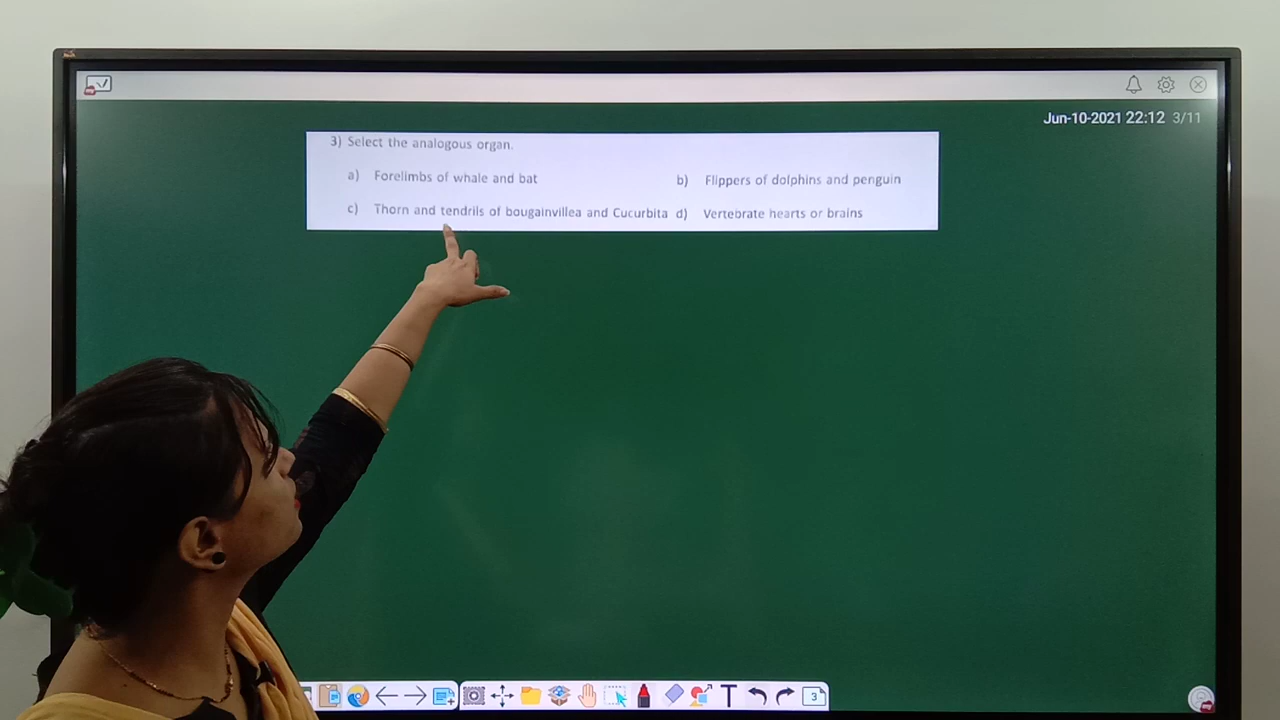 Jun-10-2021 22:12 3/11
3) Select the analogous organ.
a) Forelimbs of whale and bat b) Flippers of dolphins and penguin
c) Thorn and tendrils of bougainvillea and Cucurbita d) Vertebrate hearts or brains
T 3